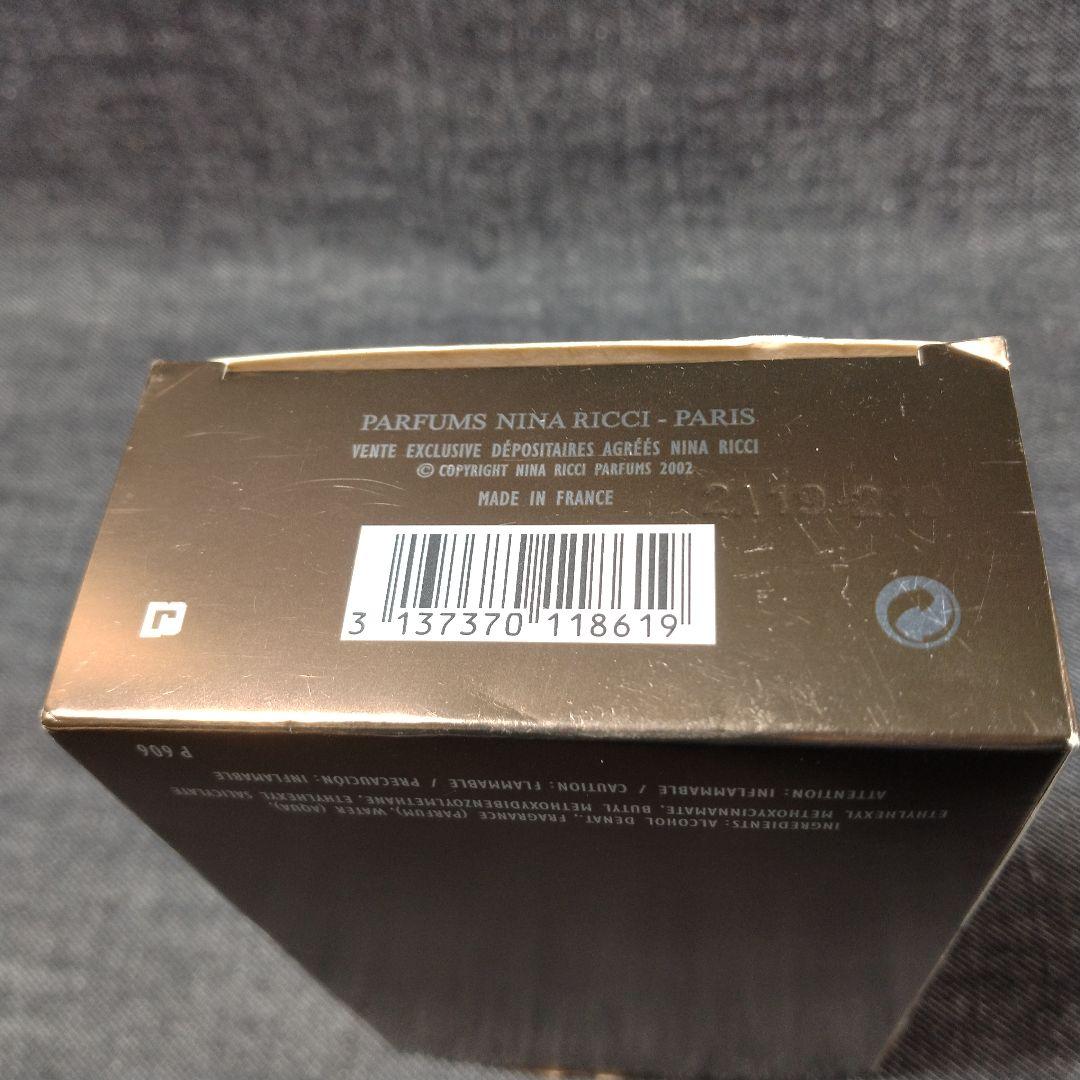 PARFUMS NINA RICCI - PARIS
VENTE EXCLUSIVE DÉPOSITAIRES AGRÉÉS NINA RICCI
© COPYRIGHT NINA RICCI PARFUMS 2002
MADE IN FRANCE
3 137370 118619
r
INGREDIENTS: ALCOHOL DENAT., FRAGRANCE (PARFUM), WATER (AQUA),
ETHYLHEXYL METHOXYCINNAMATE, BUTYL METHOXYDIBENZOYLMETHANE, ETHYLHEXYL SALICYLATE
ATTENTION: INFLAMMABLE / CAUTION: FLAMMABLE / PRECAUCIÓN: INFLAMABLE
P 606